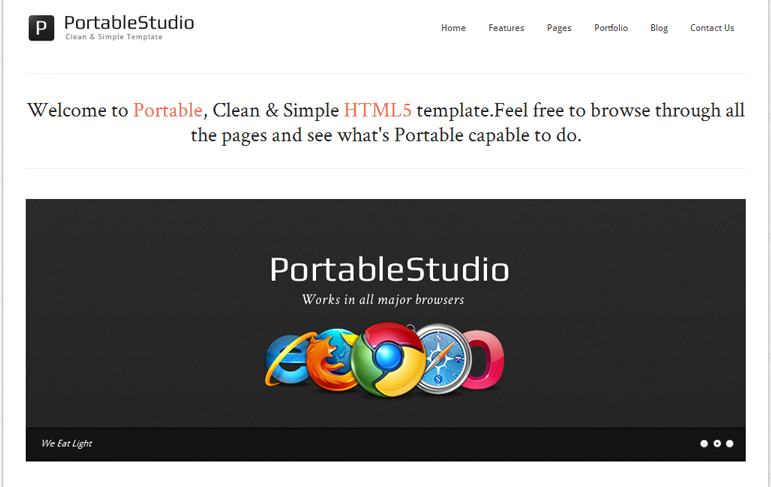 P PortableStudio
Clean & Simple Template
Home Features Pages Portfolio Blog Contact Us
Welcome to Portable, Clean & Simple HTML5 template.Feel free to browse through all
the pages and see what's Portable capable to do.
PortableStudio
Works in all major browsers
We Eat Light